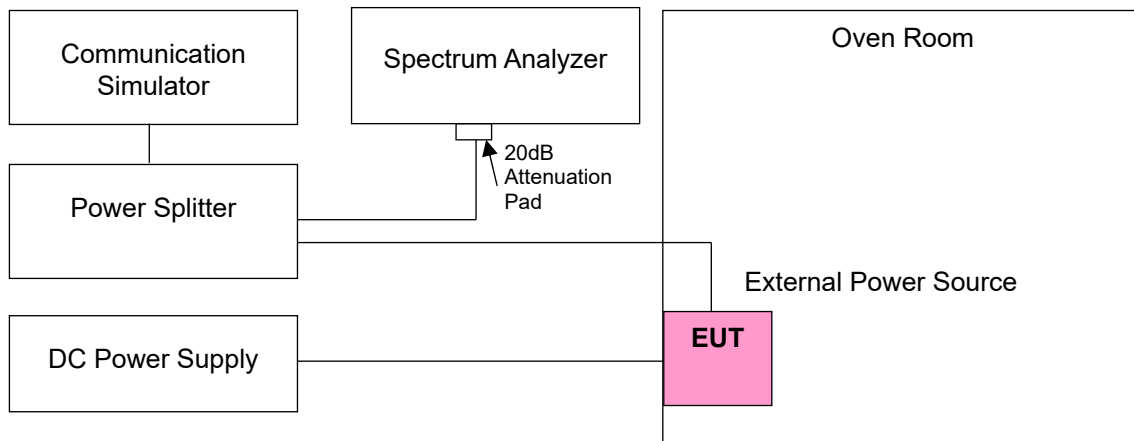 Communication
Simulator
Spectrum Analyzer
Oven Room
20dB
Attenuation
Pad
Power Splitter
External Power Source
EUT
DC Power Supply